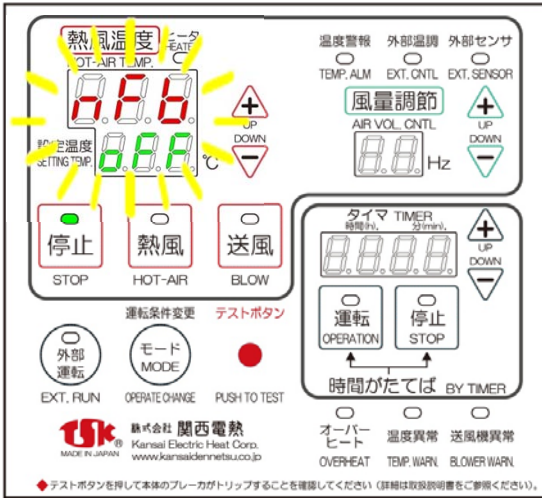 熱風温度
ヒータ
HEATE
HOT-AIR TEMP.
nFb
設定温度
SETTING TEMP.
oFF
℃
+
UP
DOWN
−
停止
STOP
熱風
HOT-AIR
送風
BLOW
温度警報
TEMP. ALM
外部温調
EXT. CNTL
外部センサ
EXT. SENSOR
風量調節
AIR VOL. CNTL
8.8.
Hz
+
UP
DOWN
−
タイマ TIMER
時間(h). 分(min).
8.8.8.8.
+
UP
DOWN
−
運転
OPERATION
停止
STOP
時間がたてば BY TIMER
運転条件変更
テストボタン
外部
運転
EXT. RUN
モード
MODE
OPERATE CHANGE
PUSH TO TEST
TSK
®
MADE IN JAPAN
株式会社 関西電熱
Kansai Electric Heat Corp.
www.kansaidennetsu.co.jp
オーバー
ヒート
OVERHEAT
温度異常
TEMP. WARN.
送風機異常
BLOWER WARN.
◆テストボタンを押して本体のブレーカがトリップすることを確認してください（詳細は取扱説明書をご参照ください）。